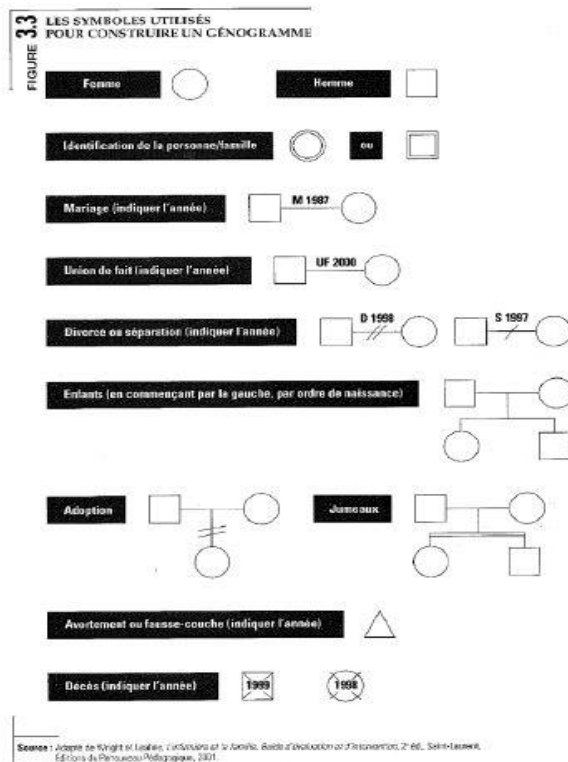 FIGURE 3.3
LES SYMBOLES UTILISÉS
POUR CONSTRUIRE UN GÉNOGRAMME
Femme
Homme
Identification de la personne/famille
ou
Mariage (indiquer l'année)
M 1987
Union de fait (indiquer l'année)
UF 2000
Divorce ou séparation (indiquer l'année)
D 1998
S 1997
Enfants (en commençant par la gauche, par ordre de naissance)
Adoption
Jumeaux
Avortement ou fausse-couche (indiquer l'année)
Décès (indiquer l'année)
1999
1998
Source : Adapté de Wright et Leahey, L'infirmière et la famille, Guide d'évaluation et d'intervention, 2e éd., Saint-Laurent,
Éditions du Renouveau Pédagogique, 2001.